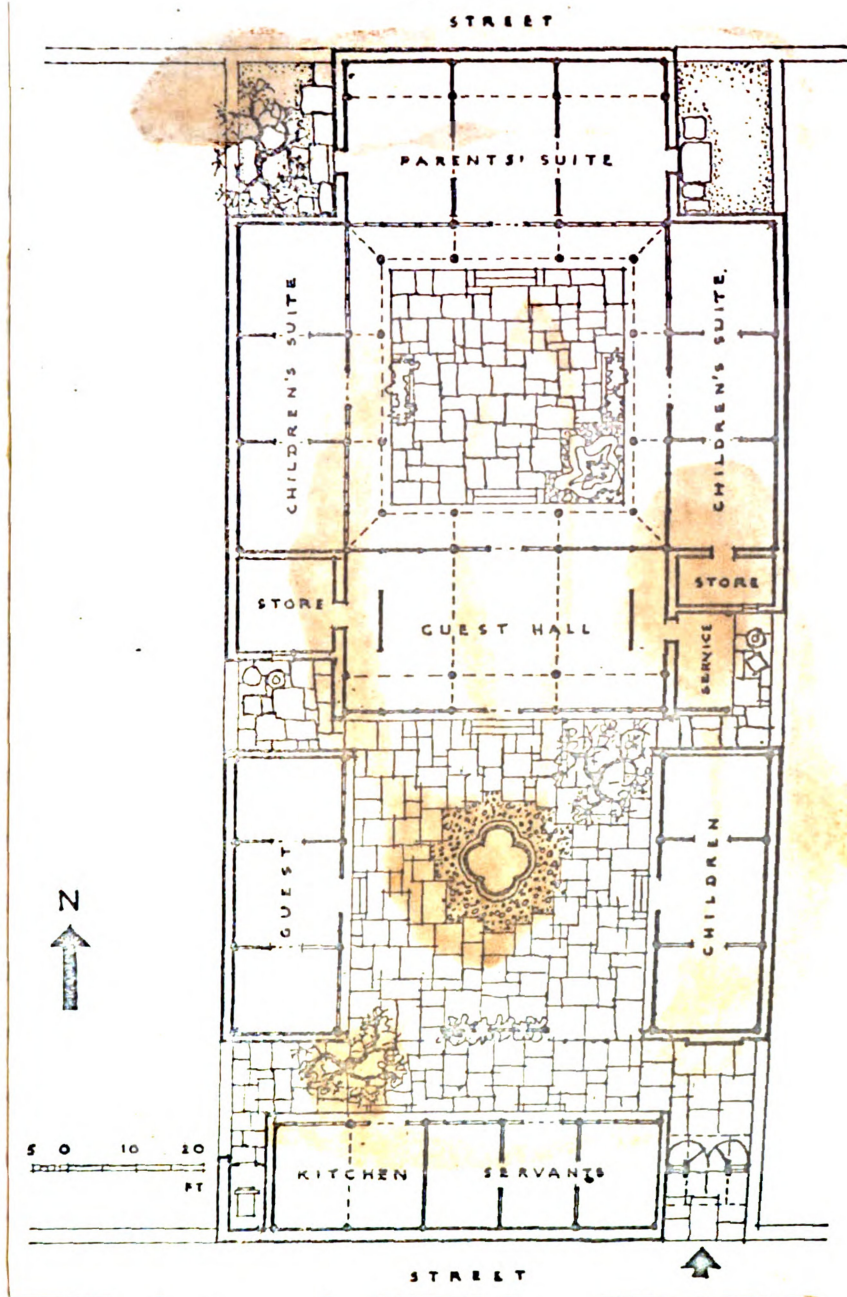 STREET
PARENTS' SUITE
CHILDREN'S SUITE
CHILDREN'S SUITE.
STORE
GUEST HALL
STORE
SERVICE
GUEST
CHILDREN
N
5 0 10 20
FT
KITCHEN
SERVANTS
STREET